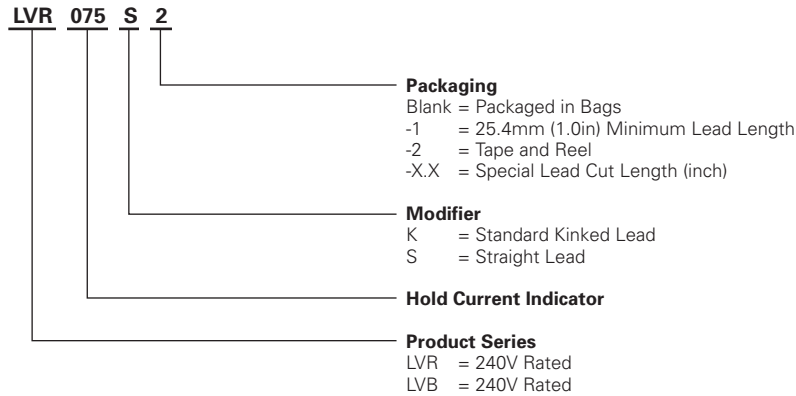 LVR 075 S 2
Packaging
Blank = Packaged in Bags
-1 = 25.4mm (1.0in) Minimum Lead Length
-2 = Tape and Reel
-X.X = Special Lead Cut Length (inch)
Modifier
K = Standard Kinked Lead
S = Straight Lead
Hold Current Indicator
Product Series
LVR = 240V Rated
LVB = 240V Rated